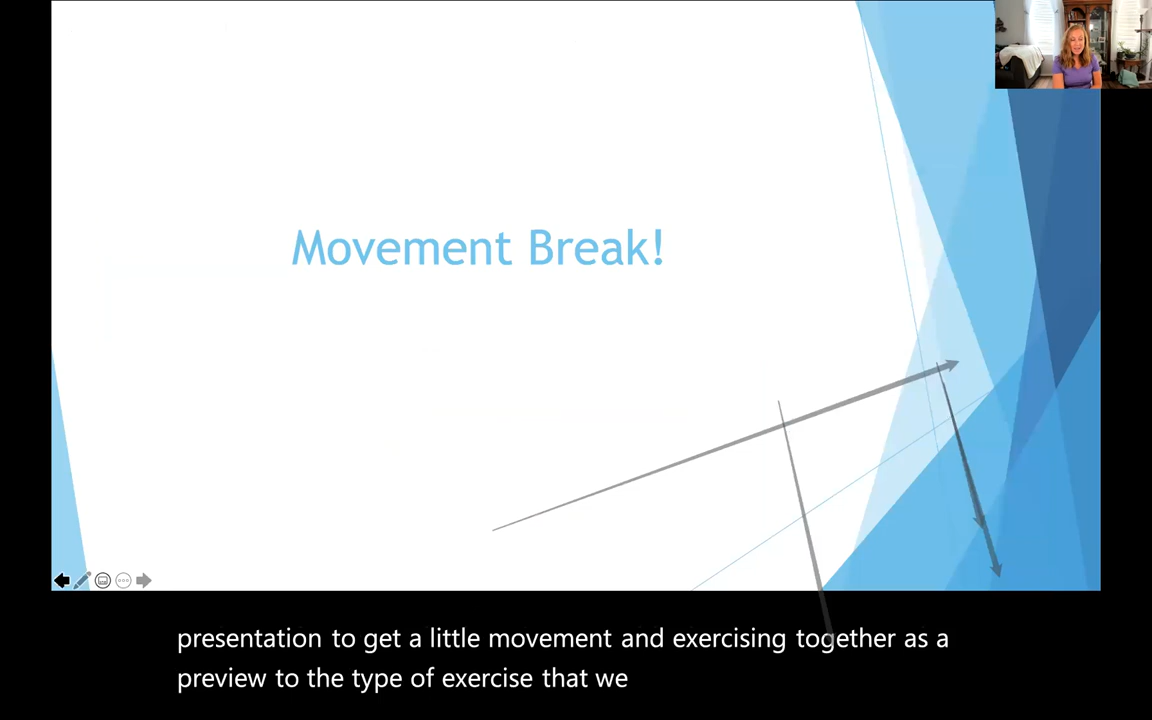 Movement Break!
presentation to get a little movement and exercising together as a
preview to the type of exercise that we